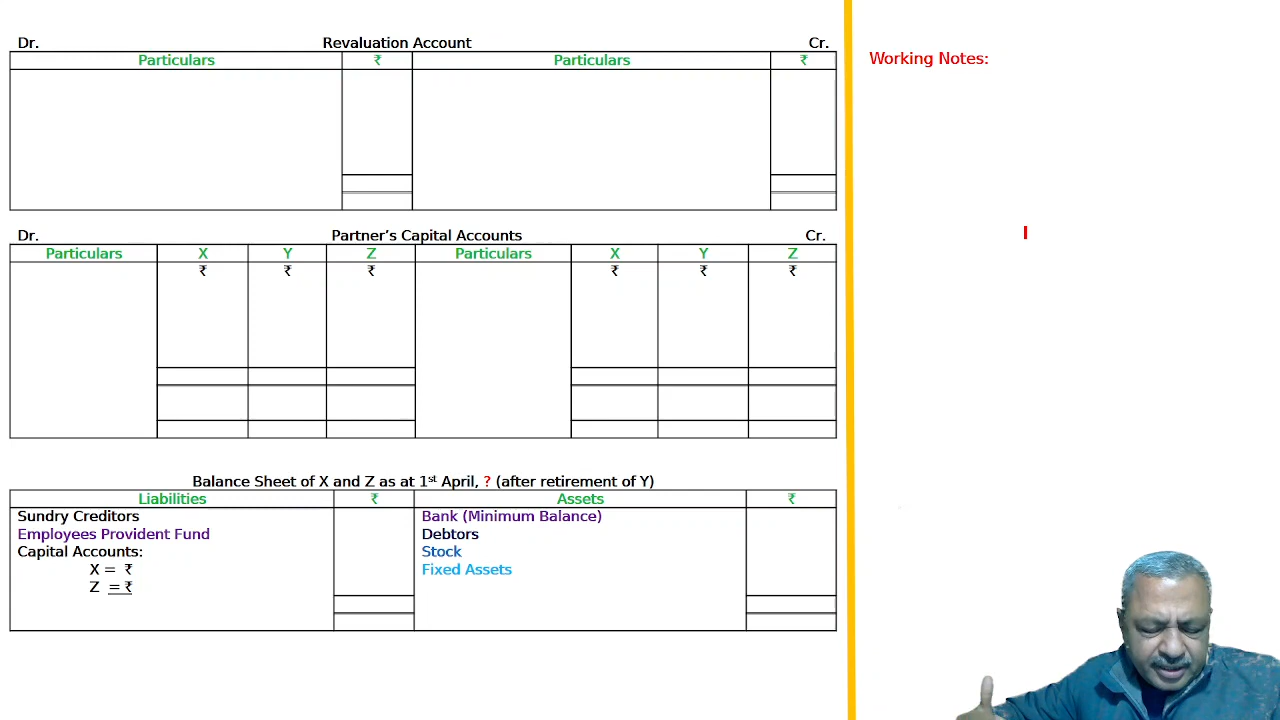 Dr. Revaluation Account Cr.
Particulars ₹ Particulars ₹
Working Notes:
Dr. Partner’s Capital Accounts Cr.
Particulars X Y Z Particulars X Y Z
₹ ₹ ₹ ₹ ₹ ₹
Balance Sheet of X and Z as at 1st April, ? (after retirement of Y)
Liabilities ₹ Assets ₹
Sundry Creditors Bank (Minimum Balance)
Employees Provident Fund Debtors
Capital Accounts: Stock
X = ₹ Fixed Assets
Z = ₹